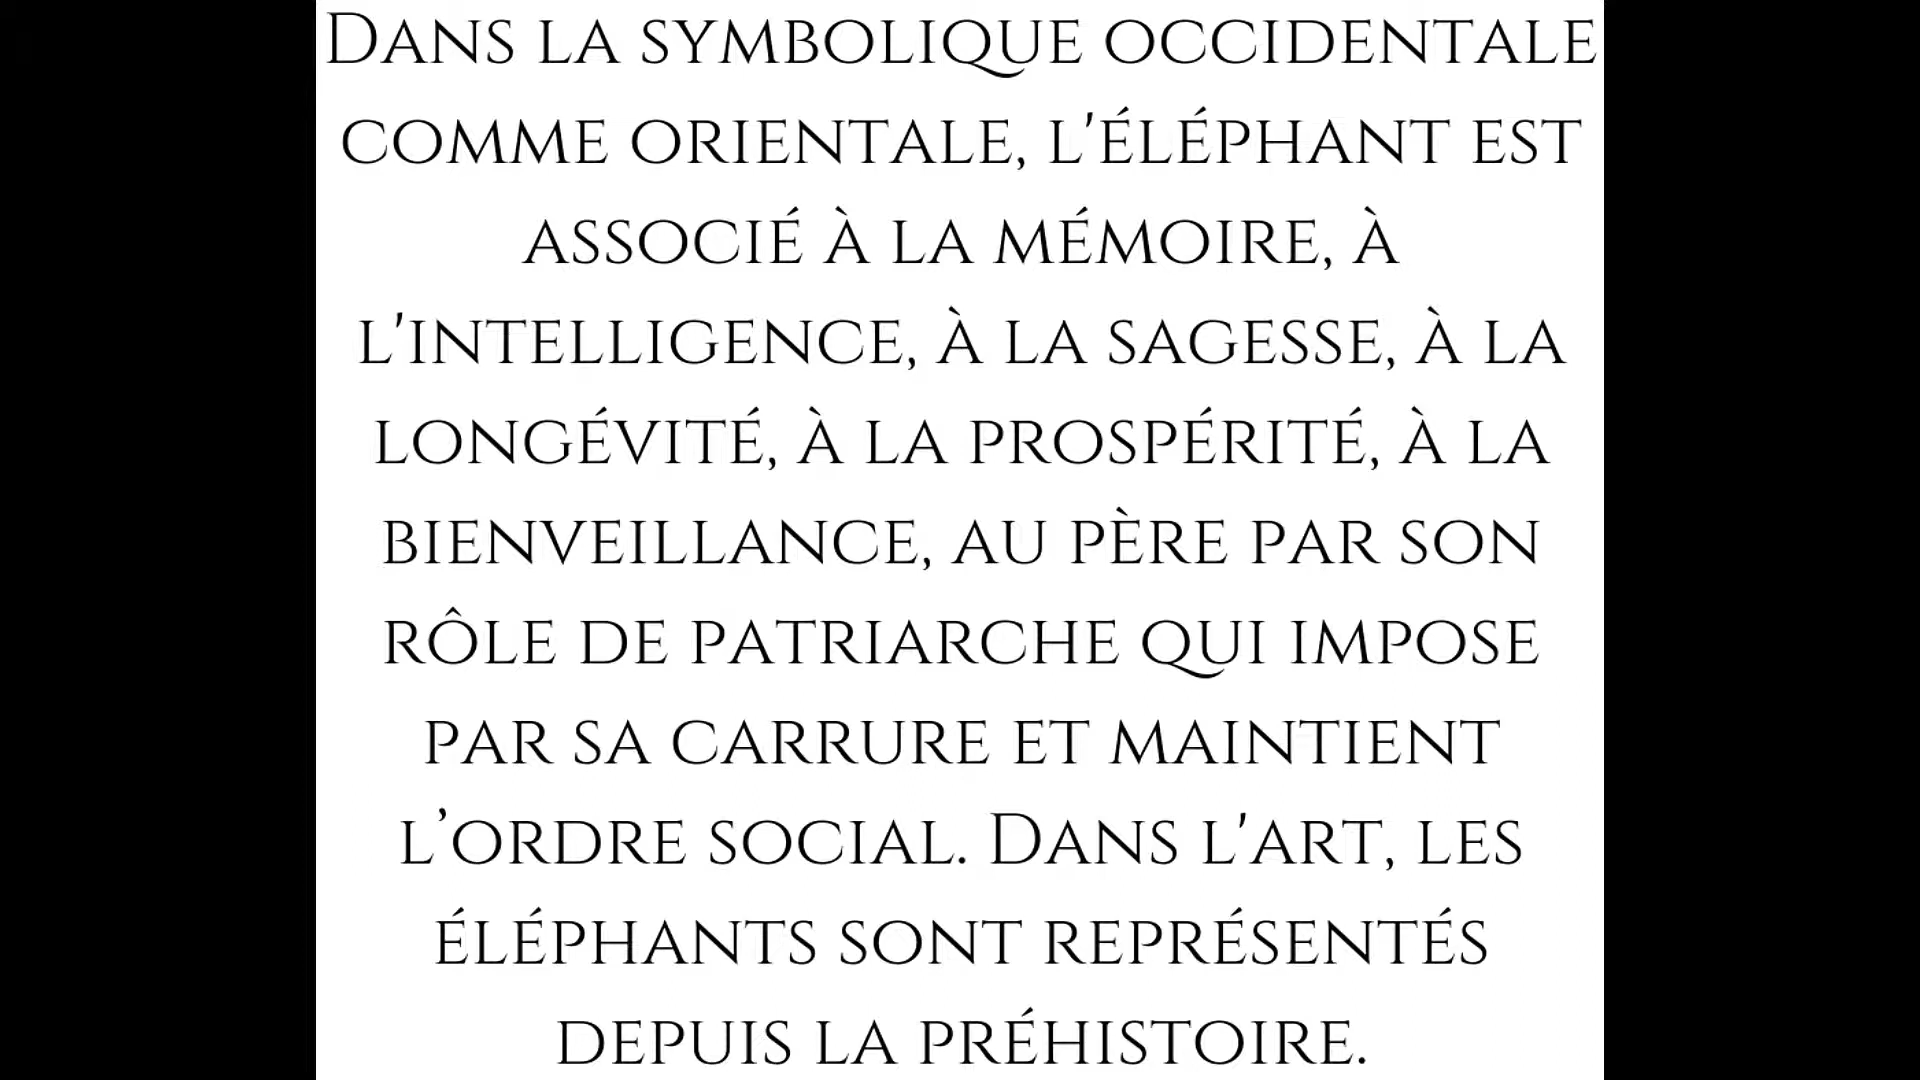 Dans la symbolique occidentale
comme orientale, l'éléphant est
associé à la mémoire, à
l'intelligence, à la sagesse, à la
longévité, à la prospérité, à la
bienveillance, au père par son
rôle de patriarche qui impose
par sa carrure et maintient
l’ordre social. Dans l'art, les
éléphants sont représentés
depuis la préhistoire.